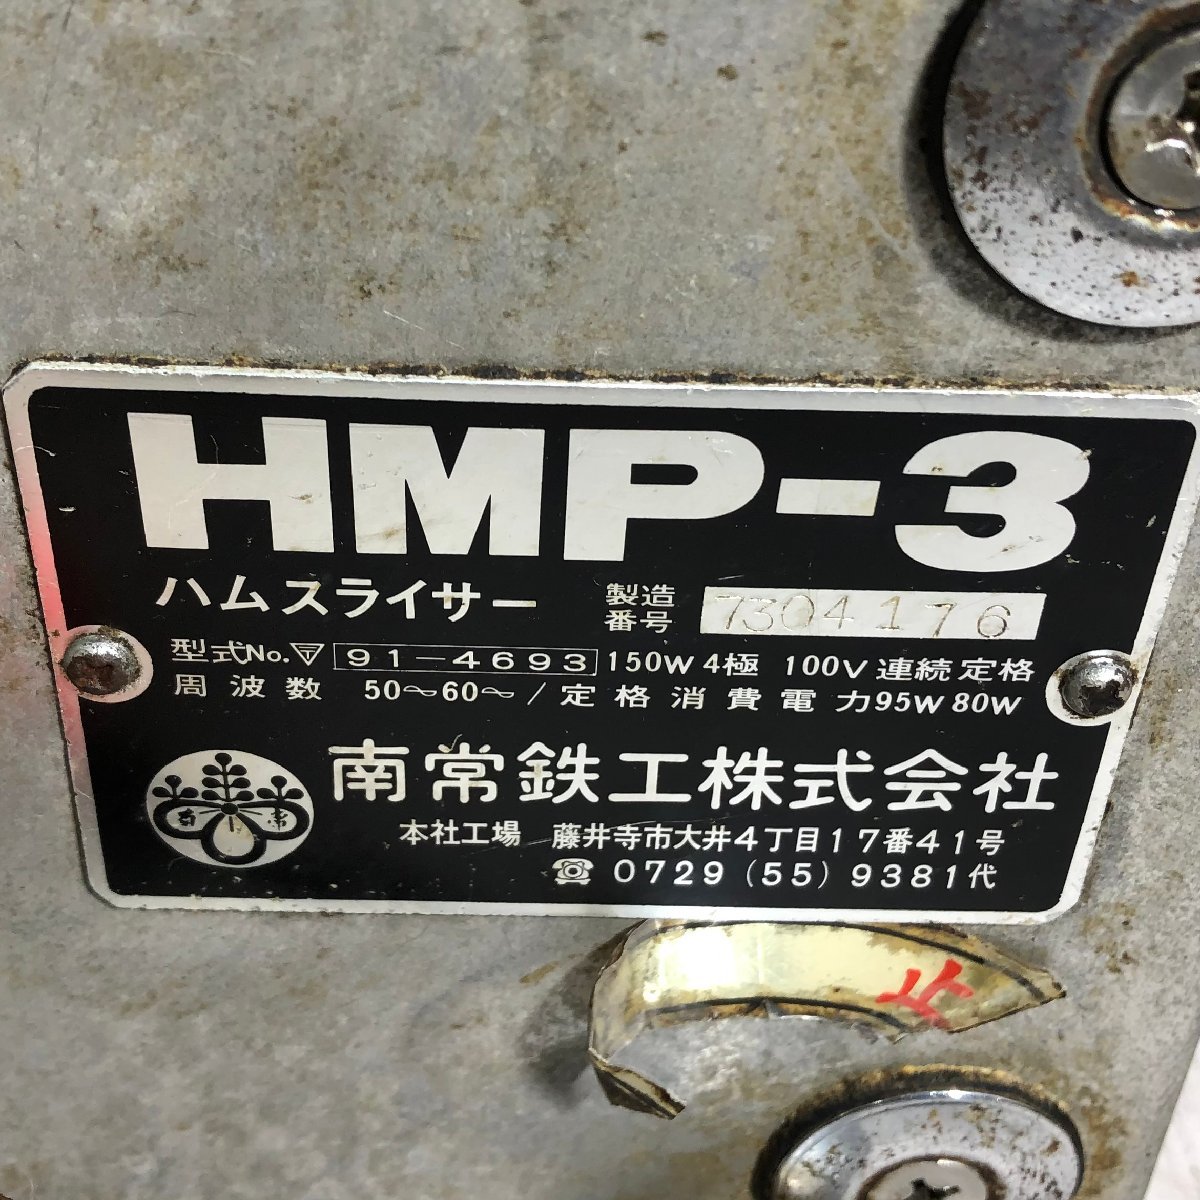 HMP-3
ハムスライサー 製造番号 7304176
型式No. 〒 91-4693 150W 4極 100V 連続定格
周波数 50~60~/定格消費電力95W 80W
南常鉄工株式会社
本社工場 藤井寺市大井4丁目17番41号
☎ 0729 (55) 9381代